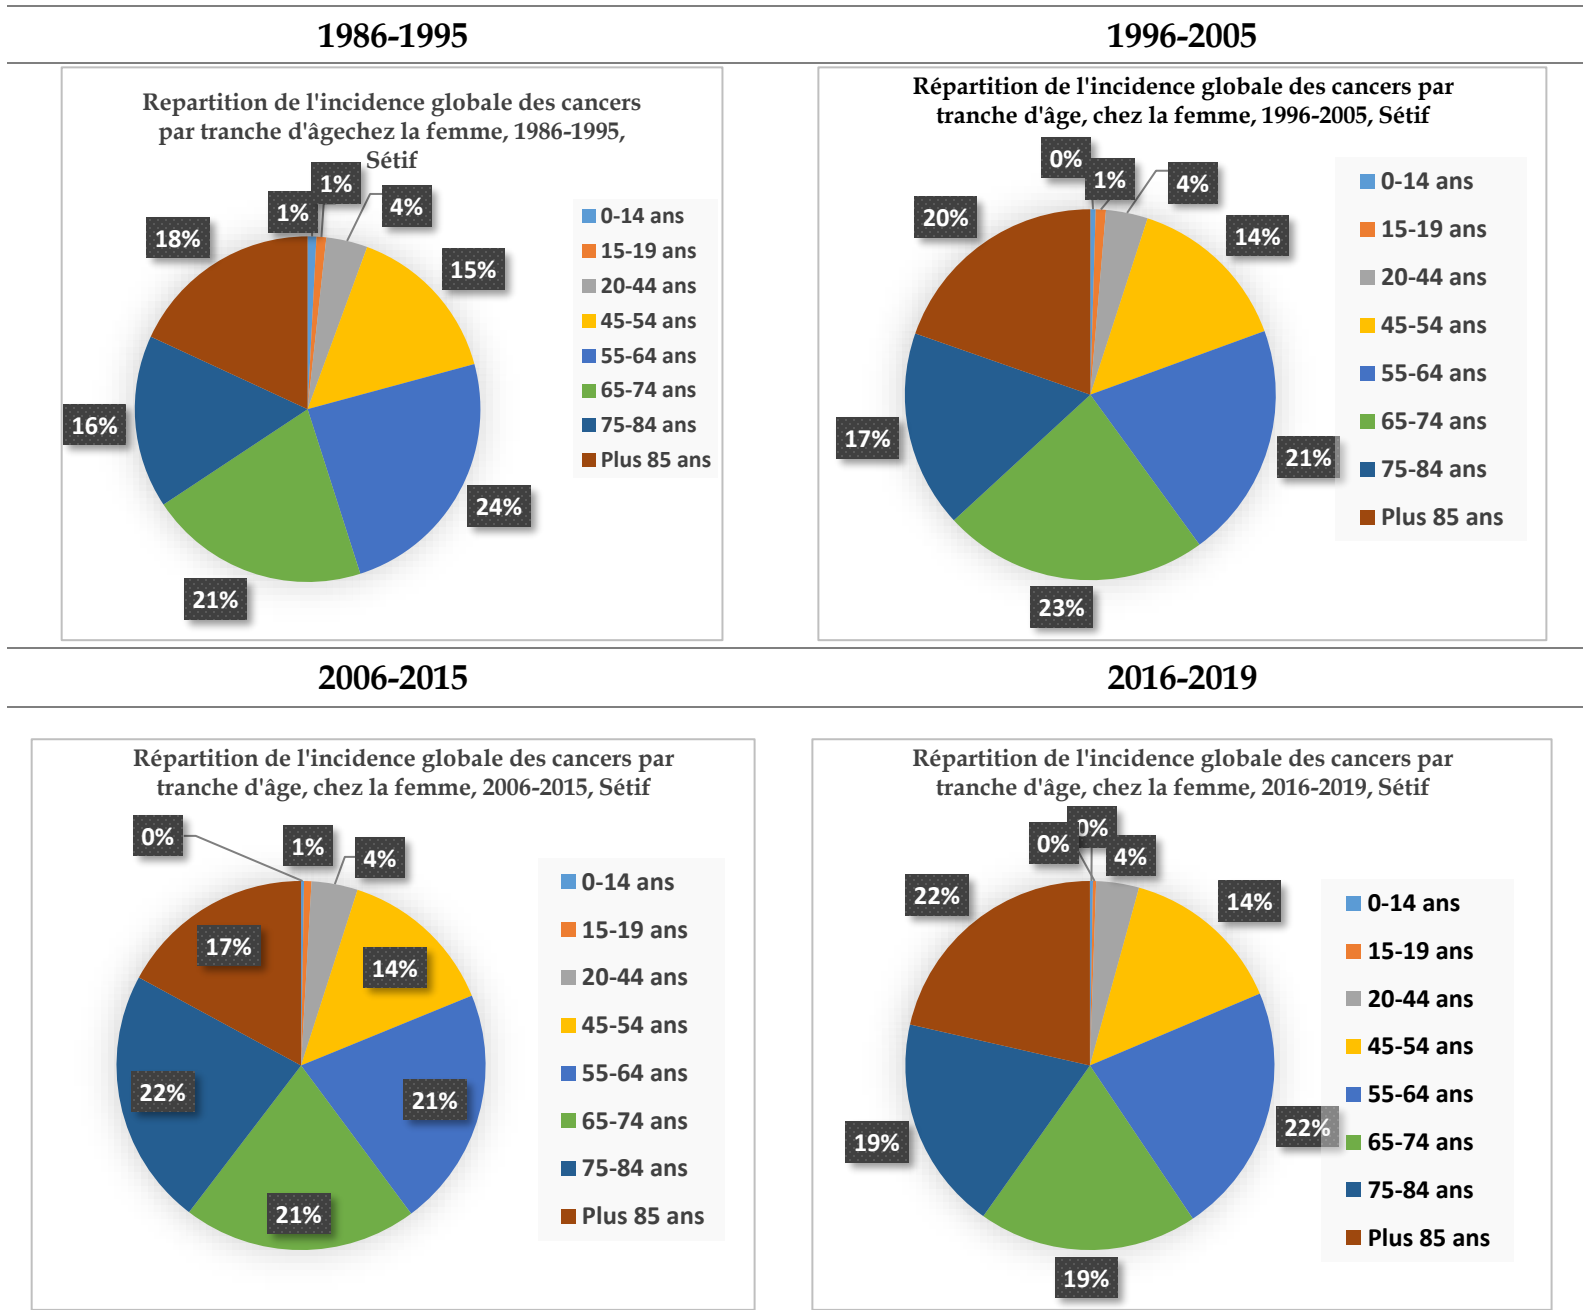 1986-1995
1996-2005
Repartition de l'incidence globale des cancers
par tranche d'âgechez la femme, 1986-1995,
Sétif
1%
1%
4%
15%
24%
21%
16%
18%
0-14 ans
15-19 ans
20-44 ans
45-54 ans
55-64 ans
65-74 ans
75-84 ans
Plus 85 ans
Répartition de l'incidence globale des cancers par
tranche d'âge, chez la femme, 1996-2005, Sétif
0%
1%
4%
14%
21%
23%
17%
20%
0-14 ans
15-19 ans
20-44 ans
45-54 ans
55-64 ans
65-74 ans
75-84 ans
Plus 85 ans
2006-2015
2016-2019
Répartition de l'incidence globale des cancers par
tranche d'âge, chez la femme, 2006-2015, Sétif
0%
1%
4%
14%
21%
21%
22%
17%
0-14 ans
15-19 ans
20-44 ans
45-54 ans
55-64 ans
65-74 ans
75-84 ans
Plus 85 ans
Répartition de l'incidence globale des cancers par
tranche d'âge, chez la femme, 2016-2019, Sétif
0%
0%
4%
14%
22%
19%
19%
22%
0-14 ans
15-19 ans
20-44 ans
45-54 ans
55-64 ans
65-74 ans
75-84 ans
Plus 85 ans